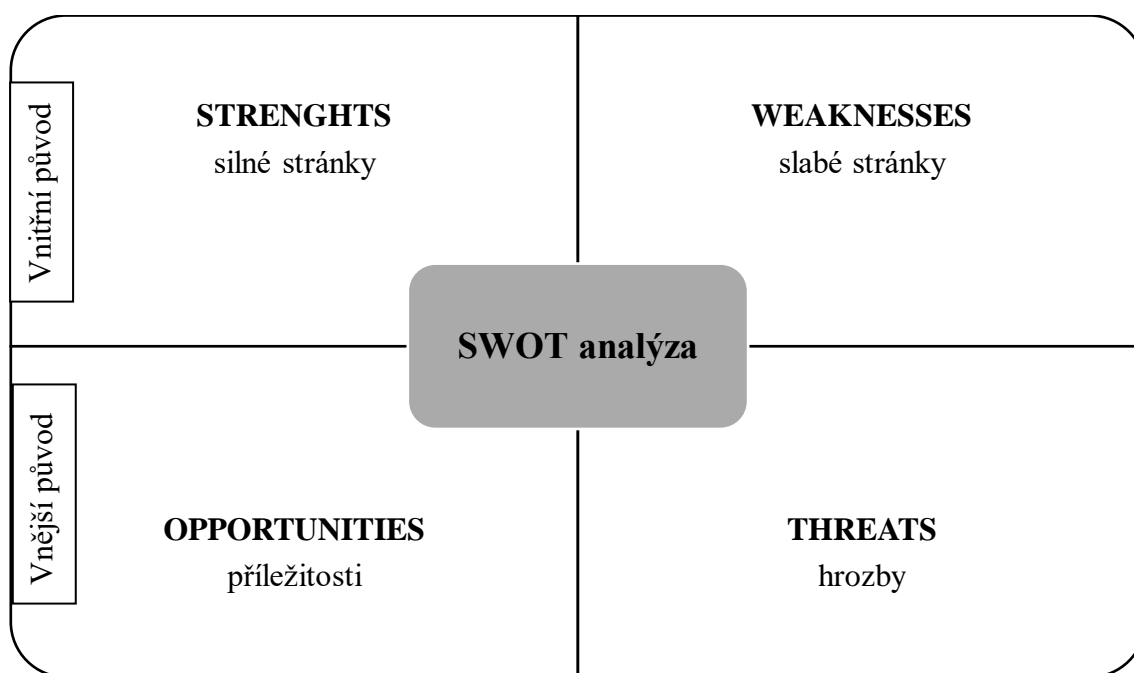 Vnitřní původ
STRENGHTS
silné stránky
WEAKNESSES
slabé stránky
SWOT analýza
Vnější původ
OPPORTUNITIES
příležitosti
THREATS
hrozby